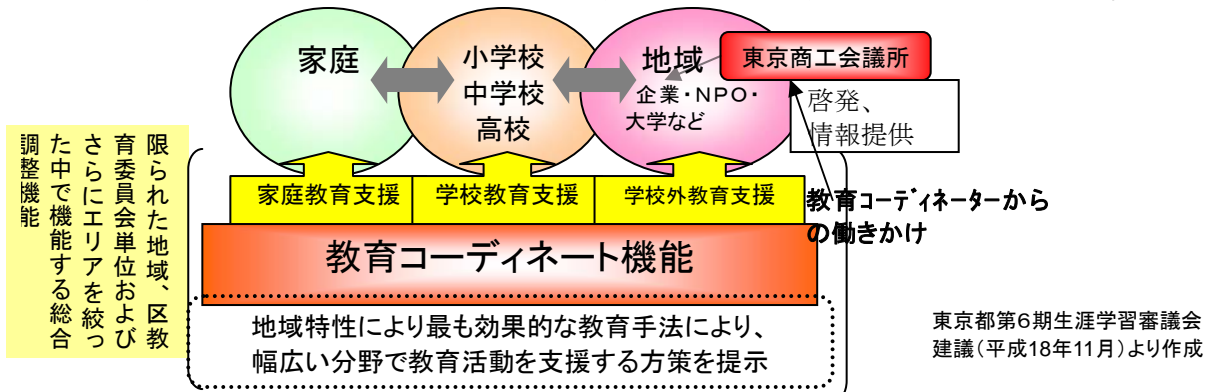 家庭
小学校
中学校
高校
地域
企業・NPO・
大学など
東京商工会議所
啓発、
情報提供
限られた地域、区教
育委員会単位および
さらにエリアを絞っ
た中で機能する総合
調整機能
家庭教育支援
学校教育支援
学校外教育支援
教育コーディネーターから
の働きかけ
教育コーディネート機能
地域特性により最も効果的な教育手法により、
幅広い分野で教育活動を支援する方策を提示
東京都第6期生涯学習審議会
建議(平成18年11月)より作成